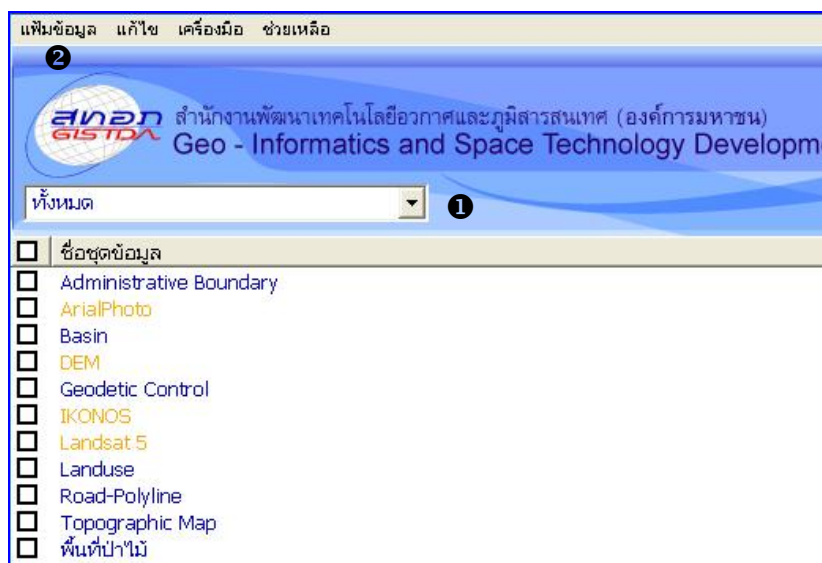 แฟ้มข้อมูล แก้ไข เครื่องมือ ช่วยเหลือ
❷
สทอภ
GISTDA
สำนักงานพัฒนาเทคโนโลยีอวกาศและภูมิสารสนเทศ (องค์การมหาชน)
Geo - Informatics and Space Technology Developm
ทั้งหมด
❶
ชื่อชุดข้อมูล
Administrative Boundary
ArialPhoto
Basin
DEM
Geodetic Control
IKONOS
Landsat 5
Landuse
Road-Polyline
Topographic Map
พื้นที่ป่าไม้